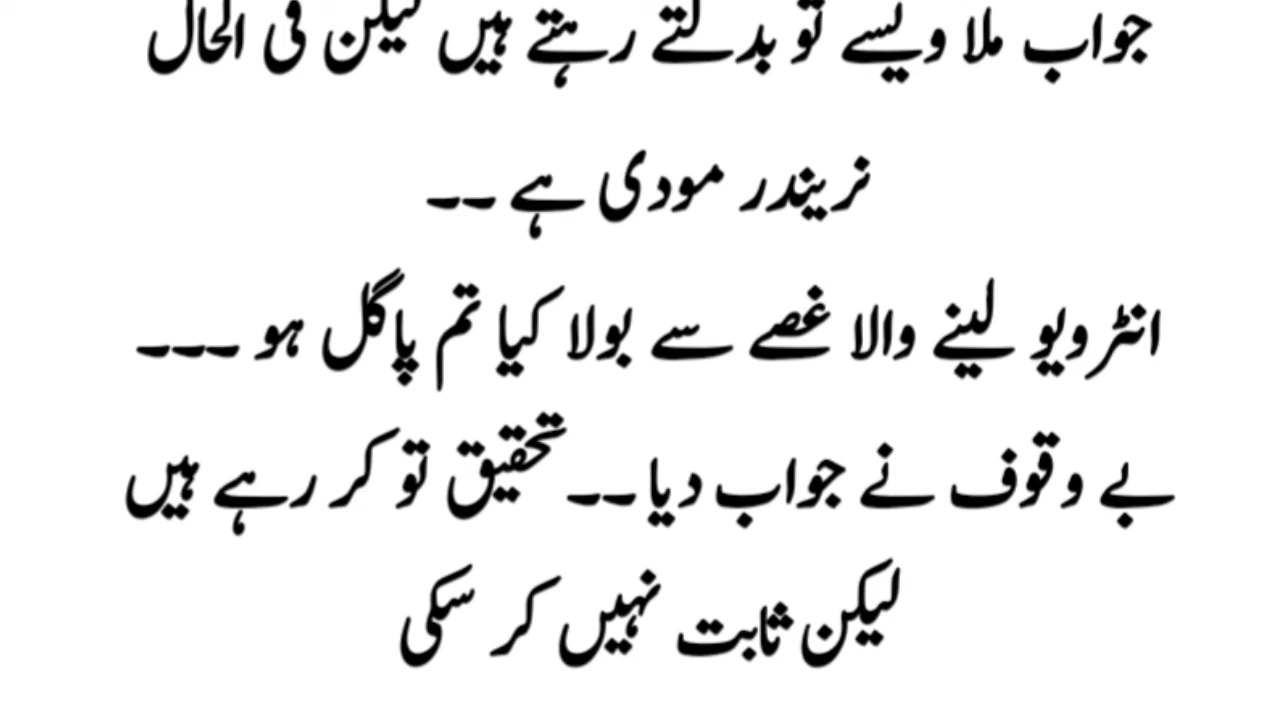 جواب ملا ویسے تو بدلتے رہتے ہیں لیکن فی الحال
نریندر مودی ہے ۔۔
انٹرویو لینے والا غصے سے بولا کیا تم پاگل ہو ۔۔۔
بے وقوف نے جواب دیا۔۔ تحقیق تو کر رہے ہیں
لیکن ثابت نہیں کر سکی